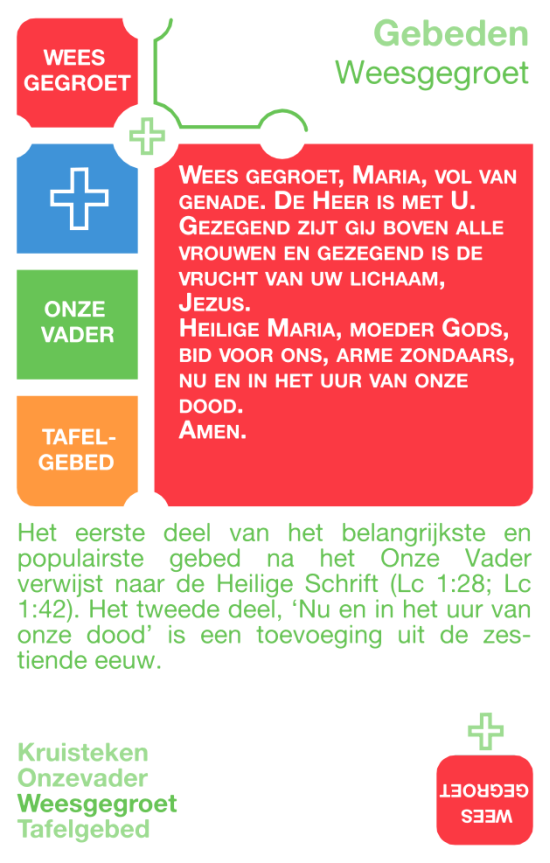 Gebeden
Weesgegroet
WEES
GEGROET
ONZE
VADER
TAFEL-
GEBED
WEES GEGROET, MARIA, VOL VAN
GENADE. DE HEER IS MET U.
GEZEGEND ZIJT GIJ BOVEN ALLE
VROUWEN EN GEZEGEND IS DE
VRUCHT VAN UW LICHAAM,
JEZUS.
HEILIGE MARIA, MOEDER GODS,
BID VOOR ONS, ARME ZONDAARS,
NU EN IN HET UUR VAN ONZE
DOOD.
AMEN.
Het eerste deel van het belangrijkste en
populairste gebed na het Onze Vader
verwijst naar de Heilige Schrift (Lc 1:28; Lc
1:42). Het tweede deel, ‘Nu en in het uur van
onze dood’ is een toevoeging uit de zes-
tiende eeuw.
Kruisteken
Onzevader
Weesgegroet
Tafelgebed
WEES
GEGROET